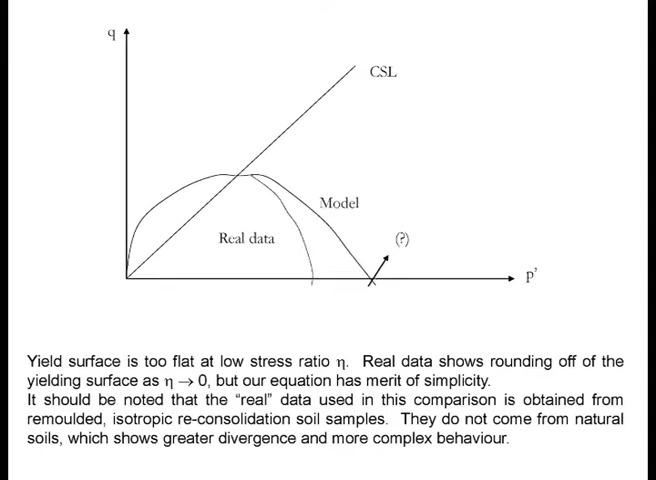 q
CSL
Model
Real data
(?)
p'
Yield surface is too flat at low stress ratio η. Real data shows rounding off of the
yielding surface as η → 0, but our equation has merit of simplicity.
It should be noted that the “real” data used in this comparison is obtained from
remoulded, isotropic re-consolidation soil samples. They do not come from natural
soils, which shows greater divergence and more complex behaviour.